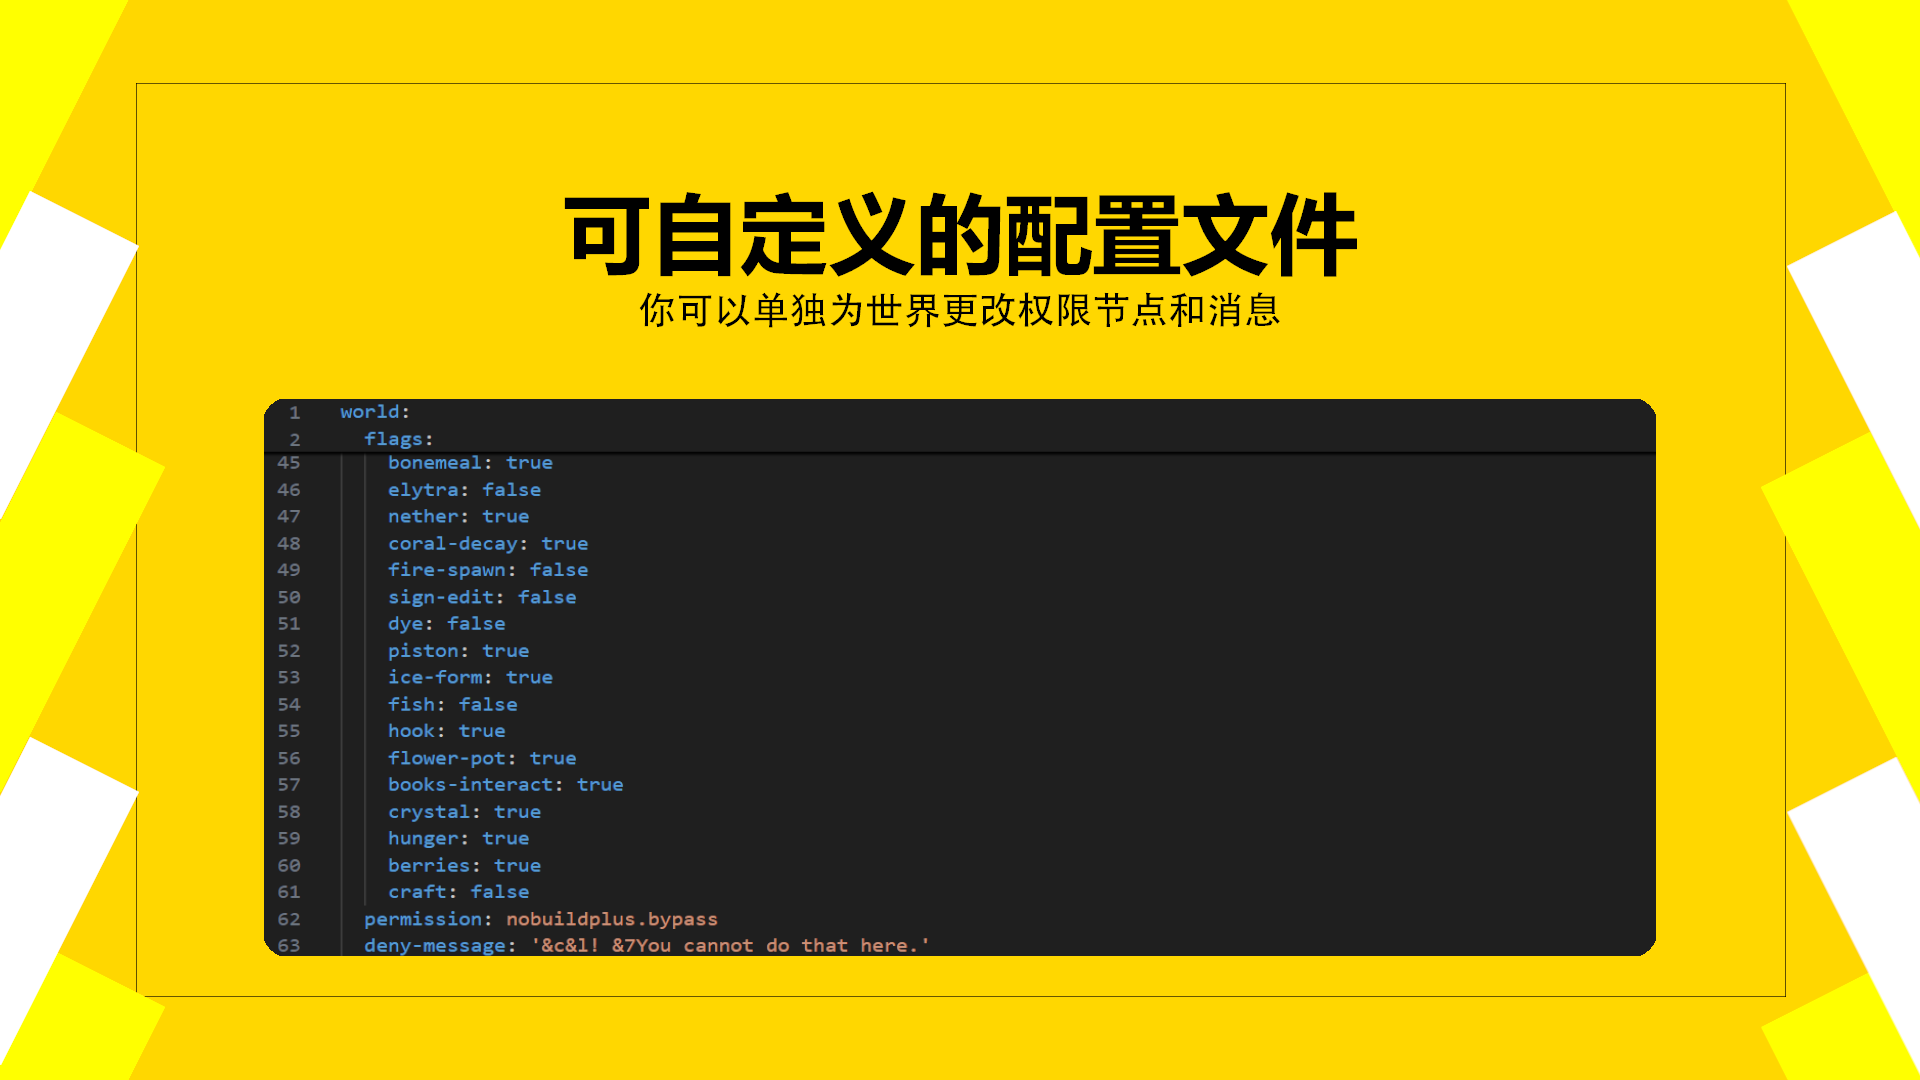 可自定义的配置文件
你可以单独为世界更改权限节点和消息
1 world:
2 flags:
45 bonemeal: true
46 elytra: false
47 nether: true
48 coral-decay: true
49 fire-spawn: false
50 sign-edit: false
51 dye: false
52 piston: true
53 ice-form: true
54 fish: false
55 hook: true
56 flower-pot: true
57 books-interact: true
58 crystal: true
59 hunger: true
60 berries: true
61 craft: false
62 permission: nobuildplus.bypass
63 deny-message: '&c&l! &7You cannot do that here.'